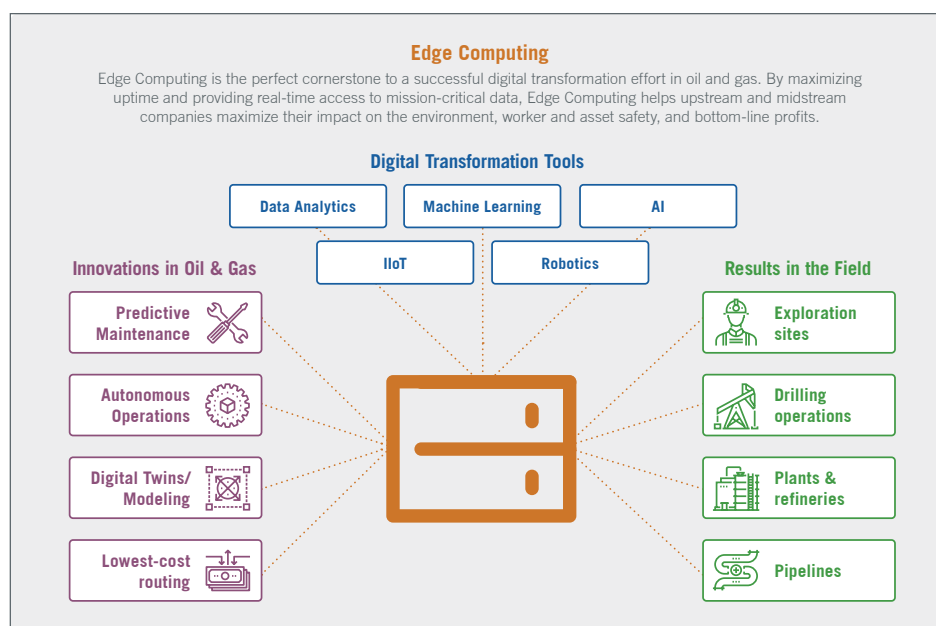 Edge Computing
Edge Computing is the perfect cornerstone to a successful digital transformation effort in oil and gas. By maximizing
uptime and providing real-time access to mission-critical data, Edge Computing helps upstream and midstream
companies maximize their impact on the environment, worker and asset safety, and bottom-line profits.
Digital Transformation Tools
Data Analytics
Machine Learning
AI
IIoT
Robotics
Innovations in Oil & Gas
Predictive
Maintenance
Autonomous
Operations
Digital Twins/
Modeling
Lowest-cost
routing
Results in the Field
Exploration
sites
Drilling
operations
Plants &
refineries
Pipelines